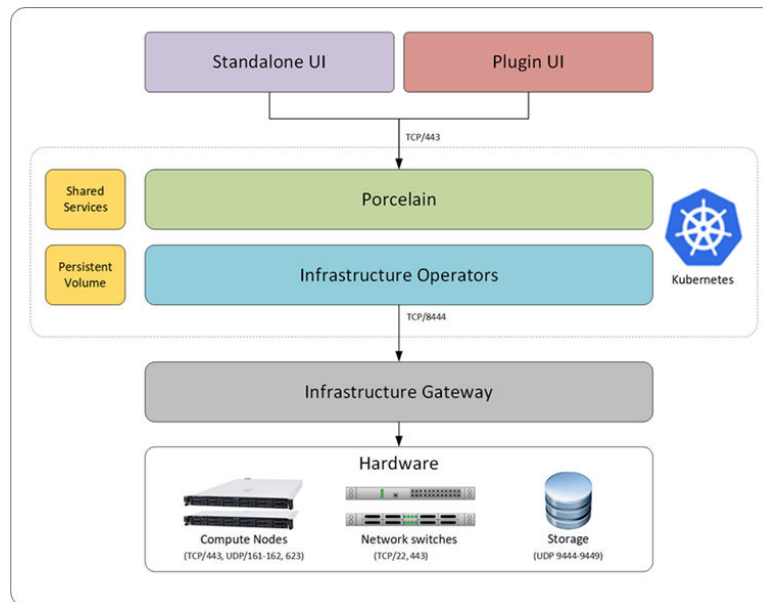 Standalone UI
Plugin UI
TCP/443
Shared
Services
Porcelain
Persistent
Volume
Infrastructure Operators
Kubernetes
TCP/8444
Infrastructure Gateway
Hardware
Compute Nodes
(TCP/443, UDP/161-162, 623)
Network switches
(TCP/22, 443)
Storage
(UDP 9444-9449)